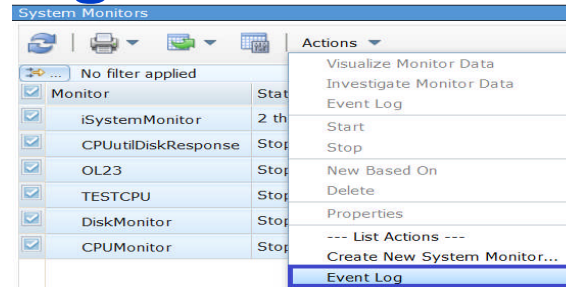 System Monitors
Actions
No filter applied
Monitor Stat
iSystemMonitor 2 th
CPUutilDiskResponse Stop
OL23 Stop
TESTCPU Stop
DiskMonitor Stop
CPUMonitor Stop
Visualize Monitor Data
Investigate Monitor Data
Event Log
Start
Stop
New Based On
Delete
Properties
--- List Actions ---
Create New System Monitor...
Event Log